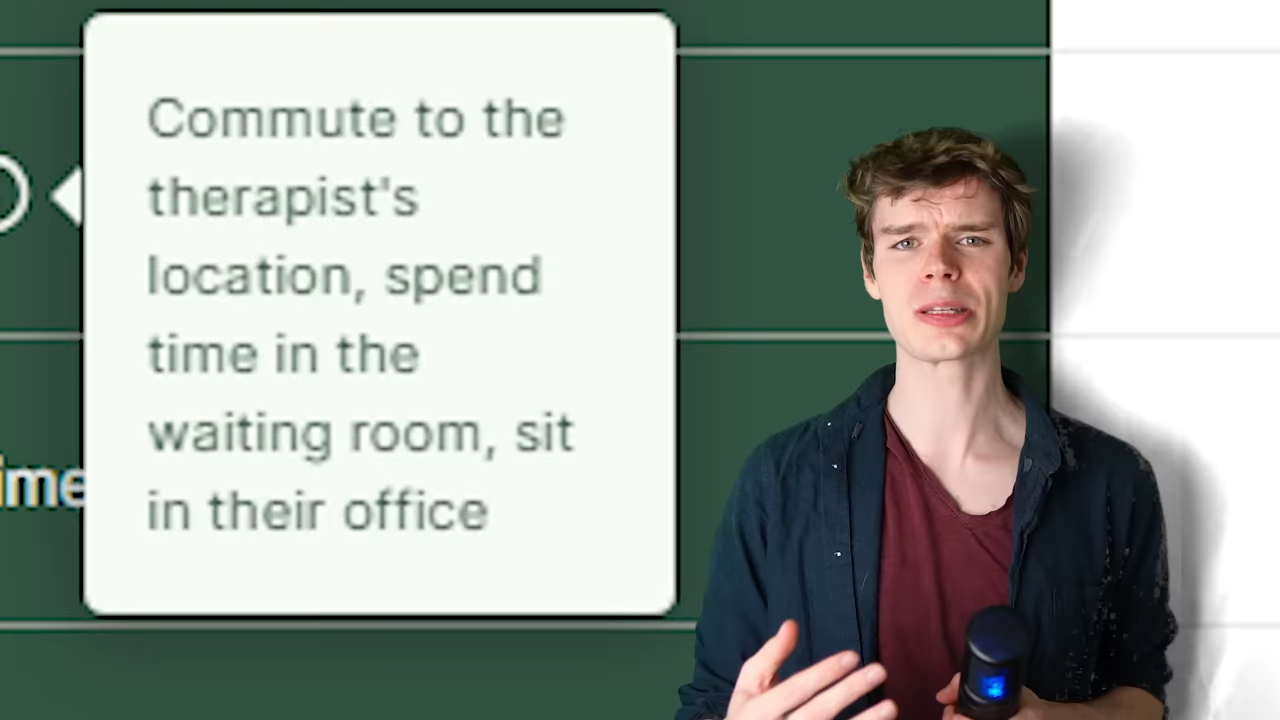 Commute to the
therapist's
location, spend
time in the
waiting room, sit
in their office
ime